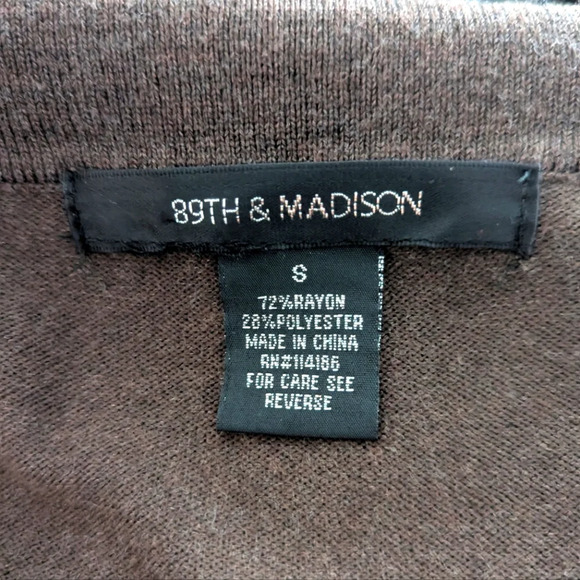 89TH & MADISON
S
72%RAYON
28%POLYESTER
MADE IN CHINA
RN#114186
FOR CARE SEE
REVERSE